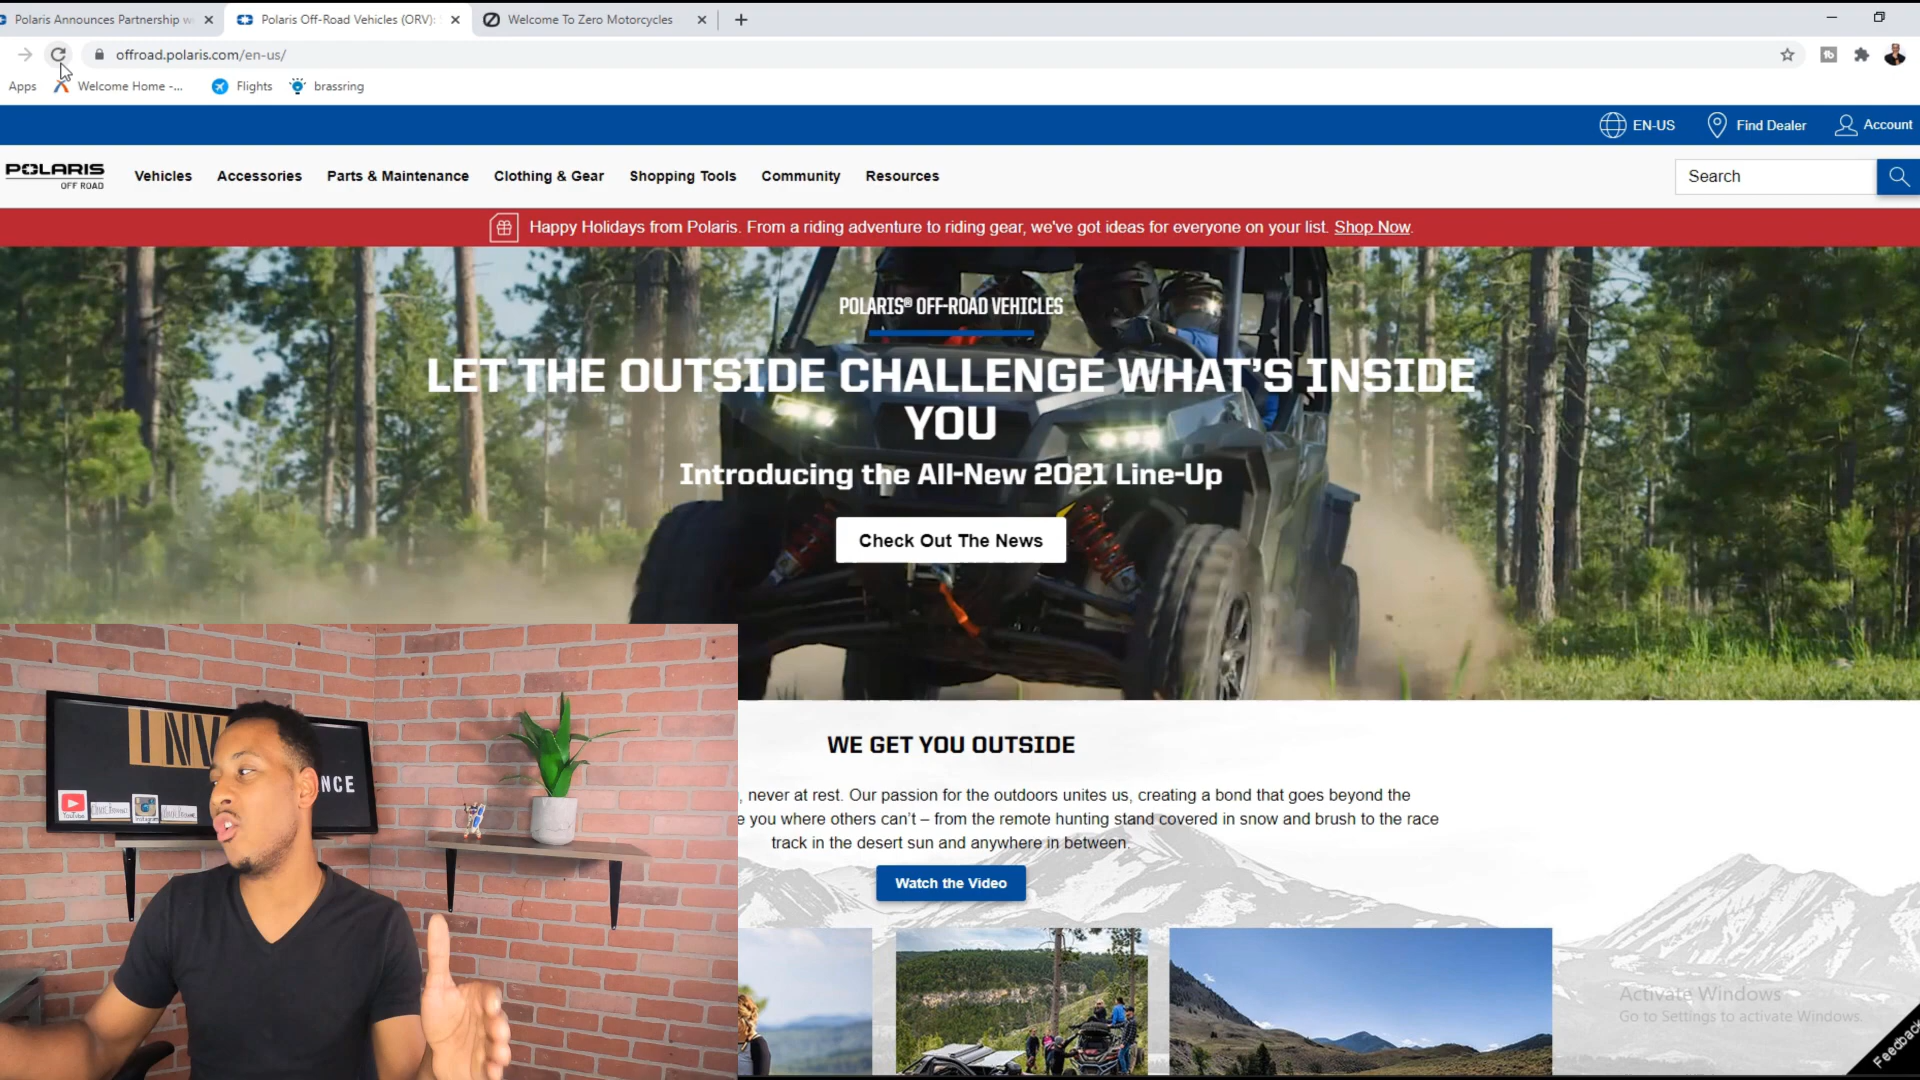 Polaris Announces Partnership w
Polaris Off-Road Vehicles (ORV):
Welcome To Zero Motorcycles
offroad.polaris.com/en-us/
Apps
Welcome Home -...
Flights
brassring
EN-US
Find Dealer
Account
POLARIS
OFF ROAD
Vehicles
Accessories
Parts & Maintenance
Clothing & Gear
Shopping Tools
Community
Resources
Search
Happy Holidays from Polaris. From a riding adventure to riding gear, we've got ideas for everyone on your list. Shop Now.
POLARIS® OFF-ROAD VEHICLES
LET THE OUTSIDE CHALLENGE WHAT'S INSIDE
YOU
Introducing the All-New 2021 Line-Up
Check Out The News
WE GET YOU OUTSIDE
, never at rest. Our passion for the outdoors unites us, creating a bond that goes beyond the
e you where others can't – from the remote hunting stand covered in snow and brush to the race
track in the desert sun and anywhere in between.
Watch the Video
INV
NCE
YouTube
Instagram
Activate Windows
Go to Settings to activate Windows.
Feedback